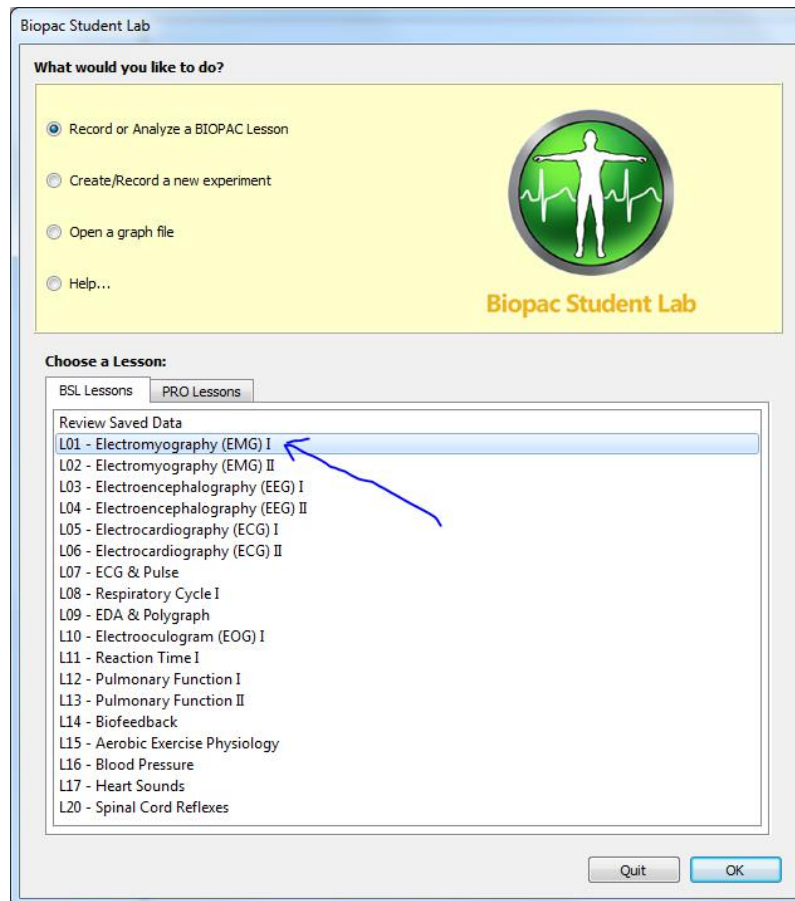 Biopac Student Lab
What would you like to do?
Record or Analyze a BIOPAC Lesson
Create/Record a new experiment
Open a graph file
Help...
Biopac Student Lab
Choose a Lesson:
BSL Lessons PRO Lessons
Review Saved Data
L01 - Electromyography (EMG) I
L02 - Electromyography (EMG) II
L03 - Electroencephalography (EEG) I
L04 - Electroencephalography (EEG) II
L05 - Electrocardiography (ECG) I
L06 - Electrocardiography (ECG) II
L07 - ECG & Pulse
L08 - Respiratory Cycle I
L09 - EDA & Polygraph
L10 - Electrooculogram (EOG) I
L11 - Reaction Time I
L12 - Pulmonary Function I
L13 - Pulmonary Function II
L14 - Biofeedback
L15 - Aerobic Exercise Physiology
L16 - Blood Pressure
L17 - Heart Sounds
L20 - Spinal Cord Reflexes
Quit OK